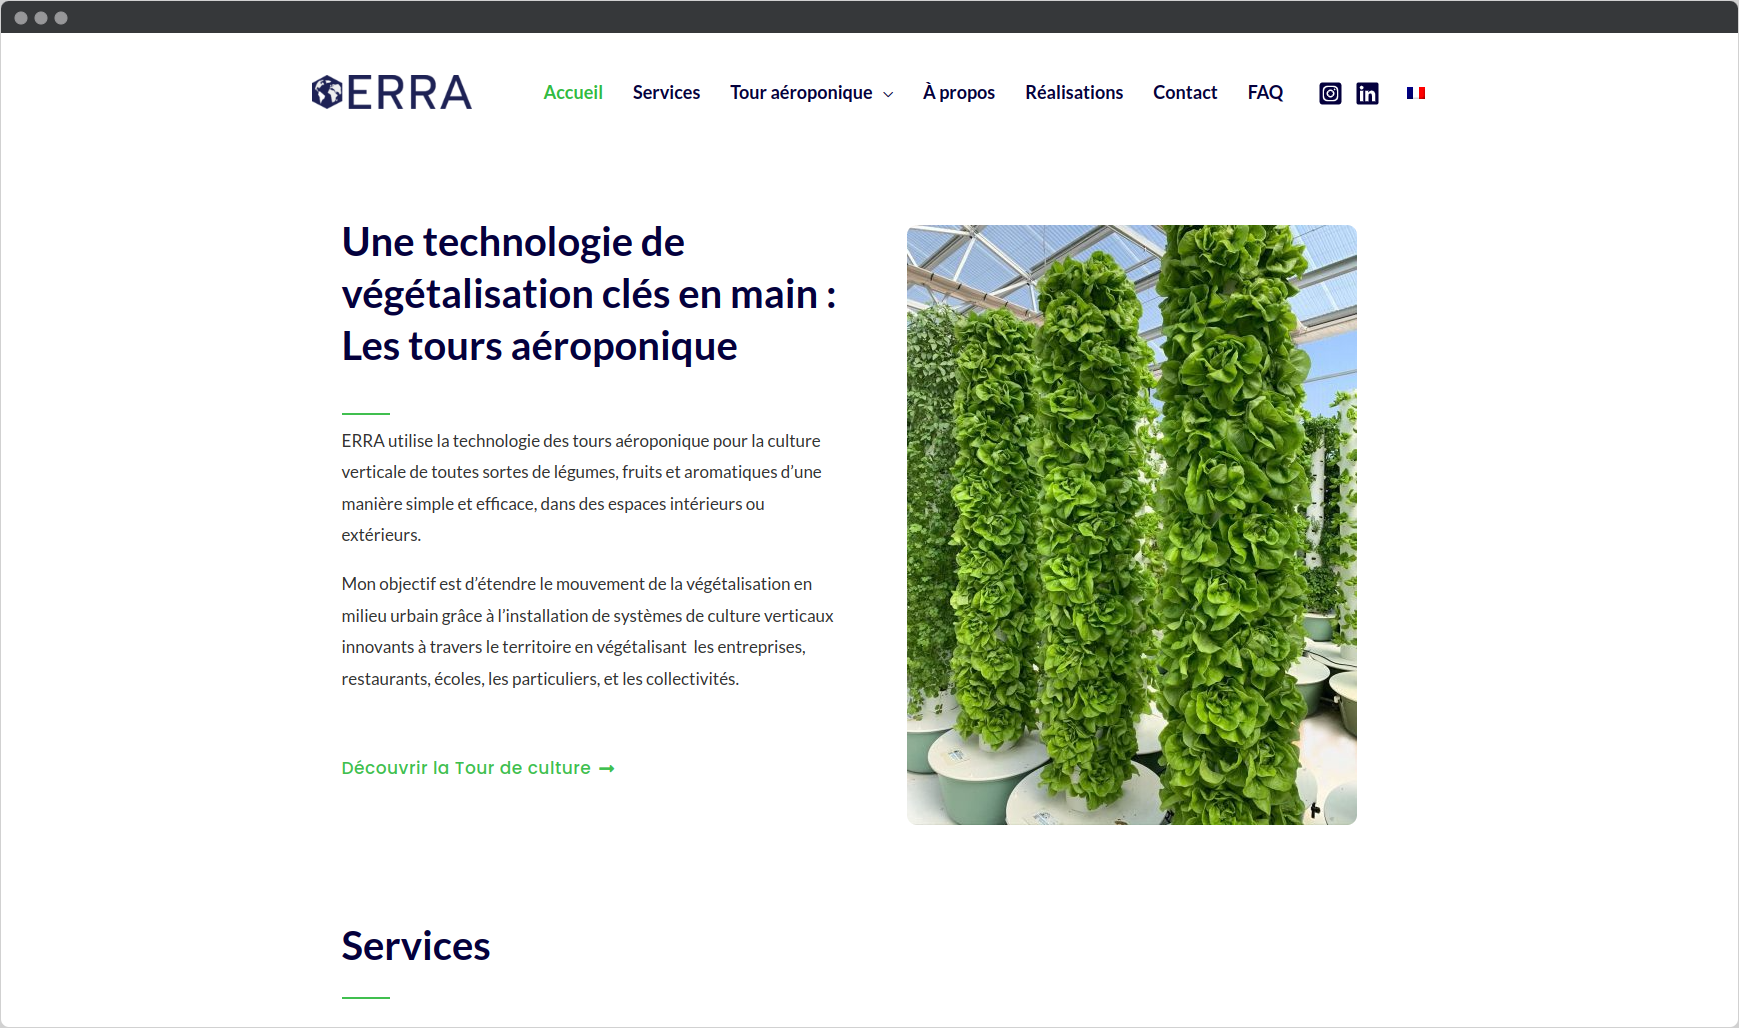 ERRA
Accueil Services Tour aéroponique À propos Réalisations Contact FAQ
Une technologie de
végétalisation clés en main :
Les tours aéroponique
ERRA utilise la technologie des tours aéroponique pour la culture
verticale de toutes sortes de légumes, fruits et aromatiques d’une
manière simple et efficace, dans des espaces intérieurs ou
extérieurs.
Mon objectif est d’étendre le mouvement de la végétalisation en
milieu urbain grâce à l’installation de systèmes de culture verticaux
innovants à travers le territoire en végétalisant  les entreprises,
restaurants, écoles, les particuliers, et les collectivités.
Découvrir la Tour de culture →
Services